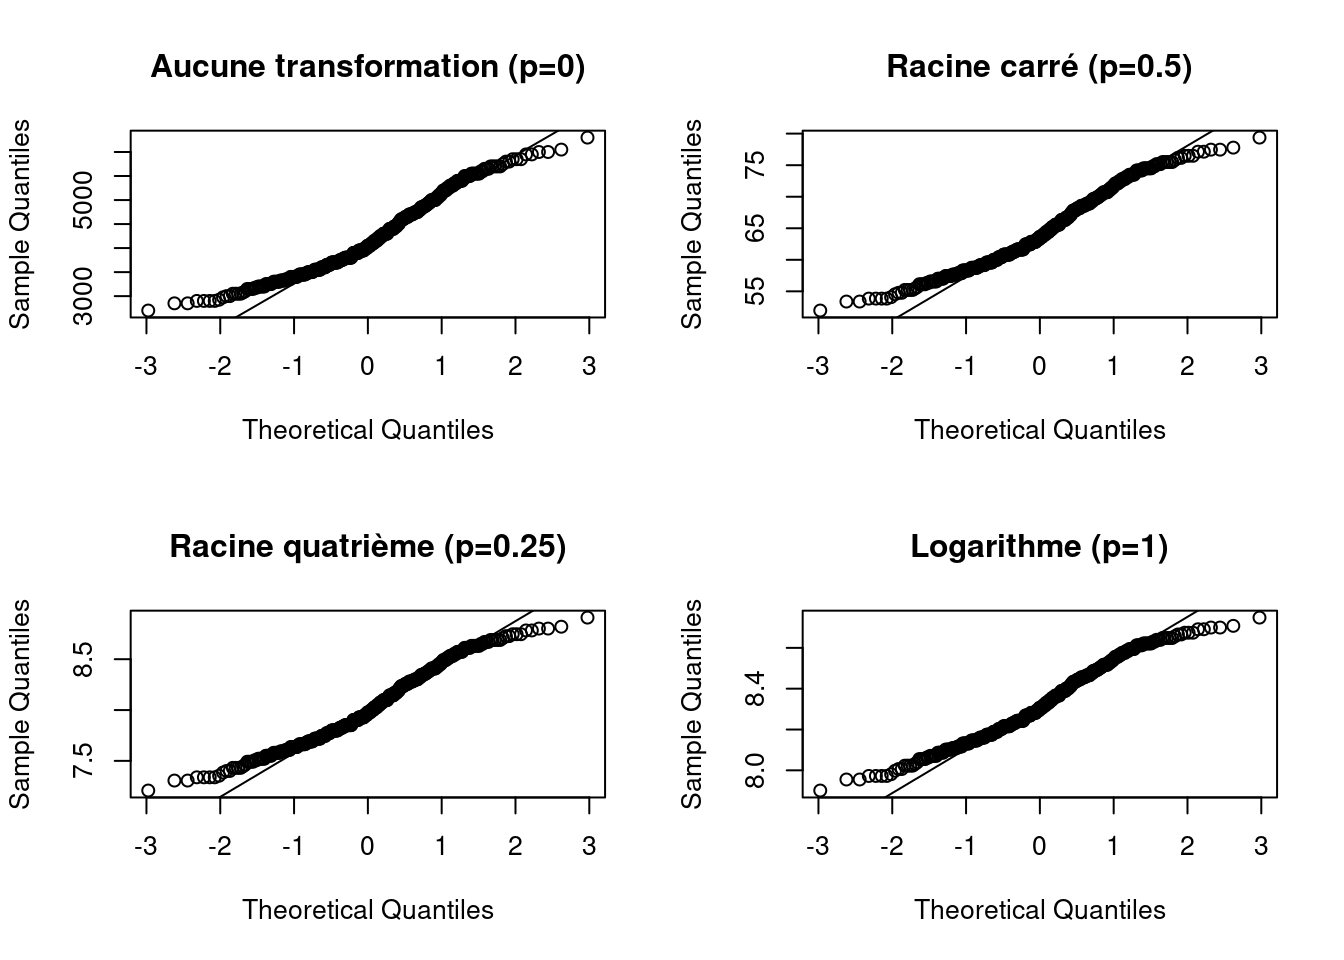 Aucune transformation (p=0)
Sample Quantiles
3000
5000
-3 -2 -1 0 1 2 3
Theoretical Quantiles
Racine carré (p=0.5)
Sample Quantiles
55
65
75
-3 -2 -1 0 1 2 3
Theoretical Quantiles
Racine quatrième (p=0.25)
Sample Quantiles
7.5
8.5
-3 -2 -1 0 1 2 3
Theoretical Quantiles
Logarithme (p=1)
Sample Quantiles
8.0
8.4
-3 -2 -1 0 1 2 3
Theoretical Quantiles